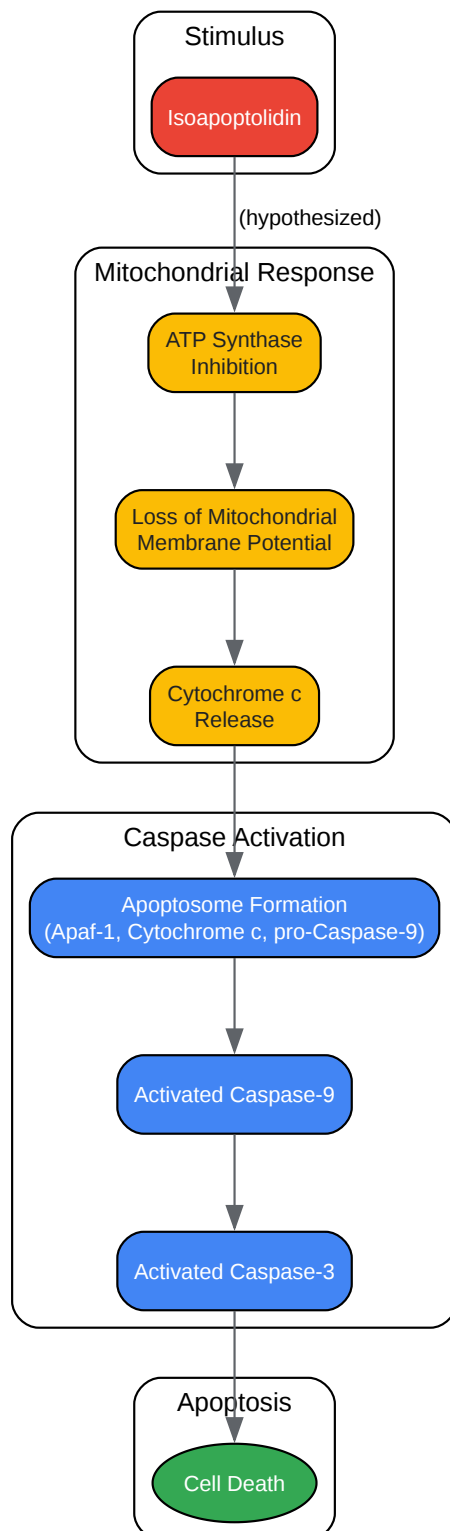 Stimulus
Isoapoptolidin
(hypothesized)
Mitochondrial Response
ATP Synthase
Inhibition
Loss of Mitochondrial
Membrane Potential
Cytochrome c
Release
Caspase Activation
Apoptosome Formation
(Apaf-1, Cytochrome c, pro-Caspase-9)
Activated Caspase-9
Activated Caspase-3
Apoptosis
Cell Death